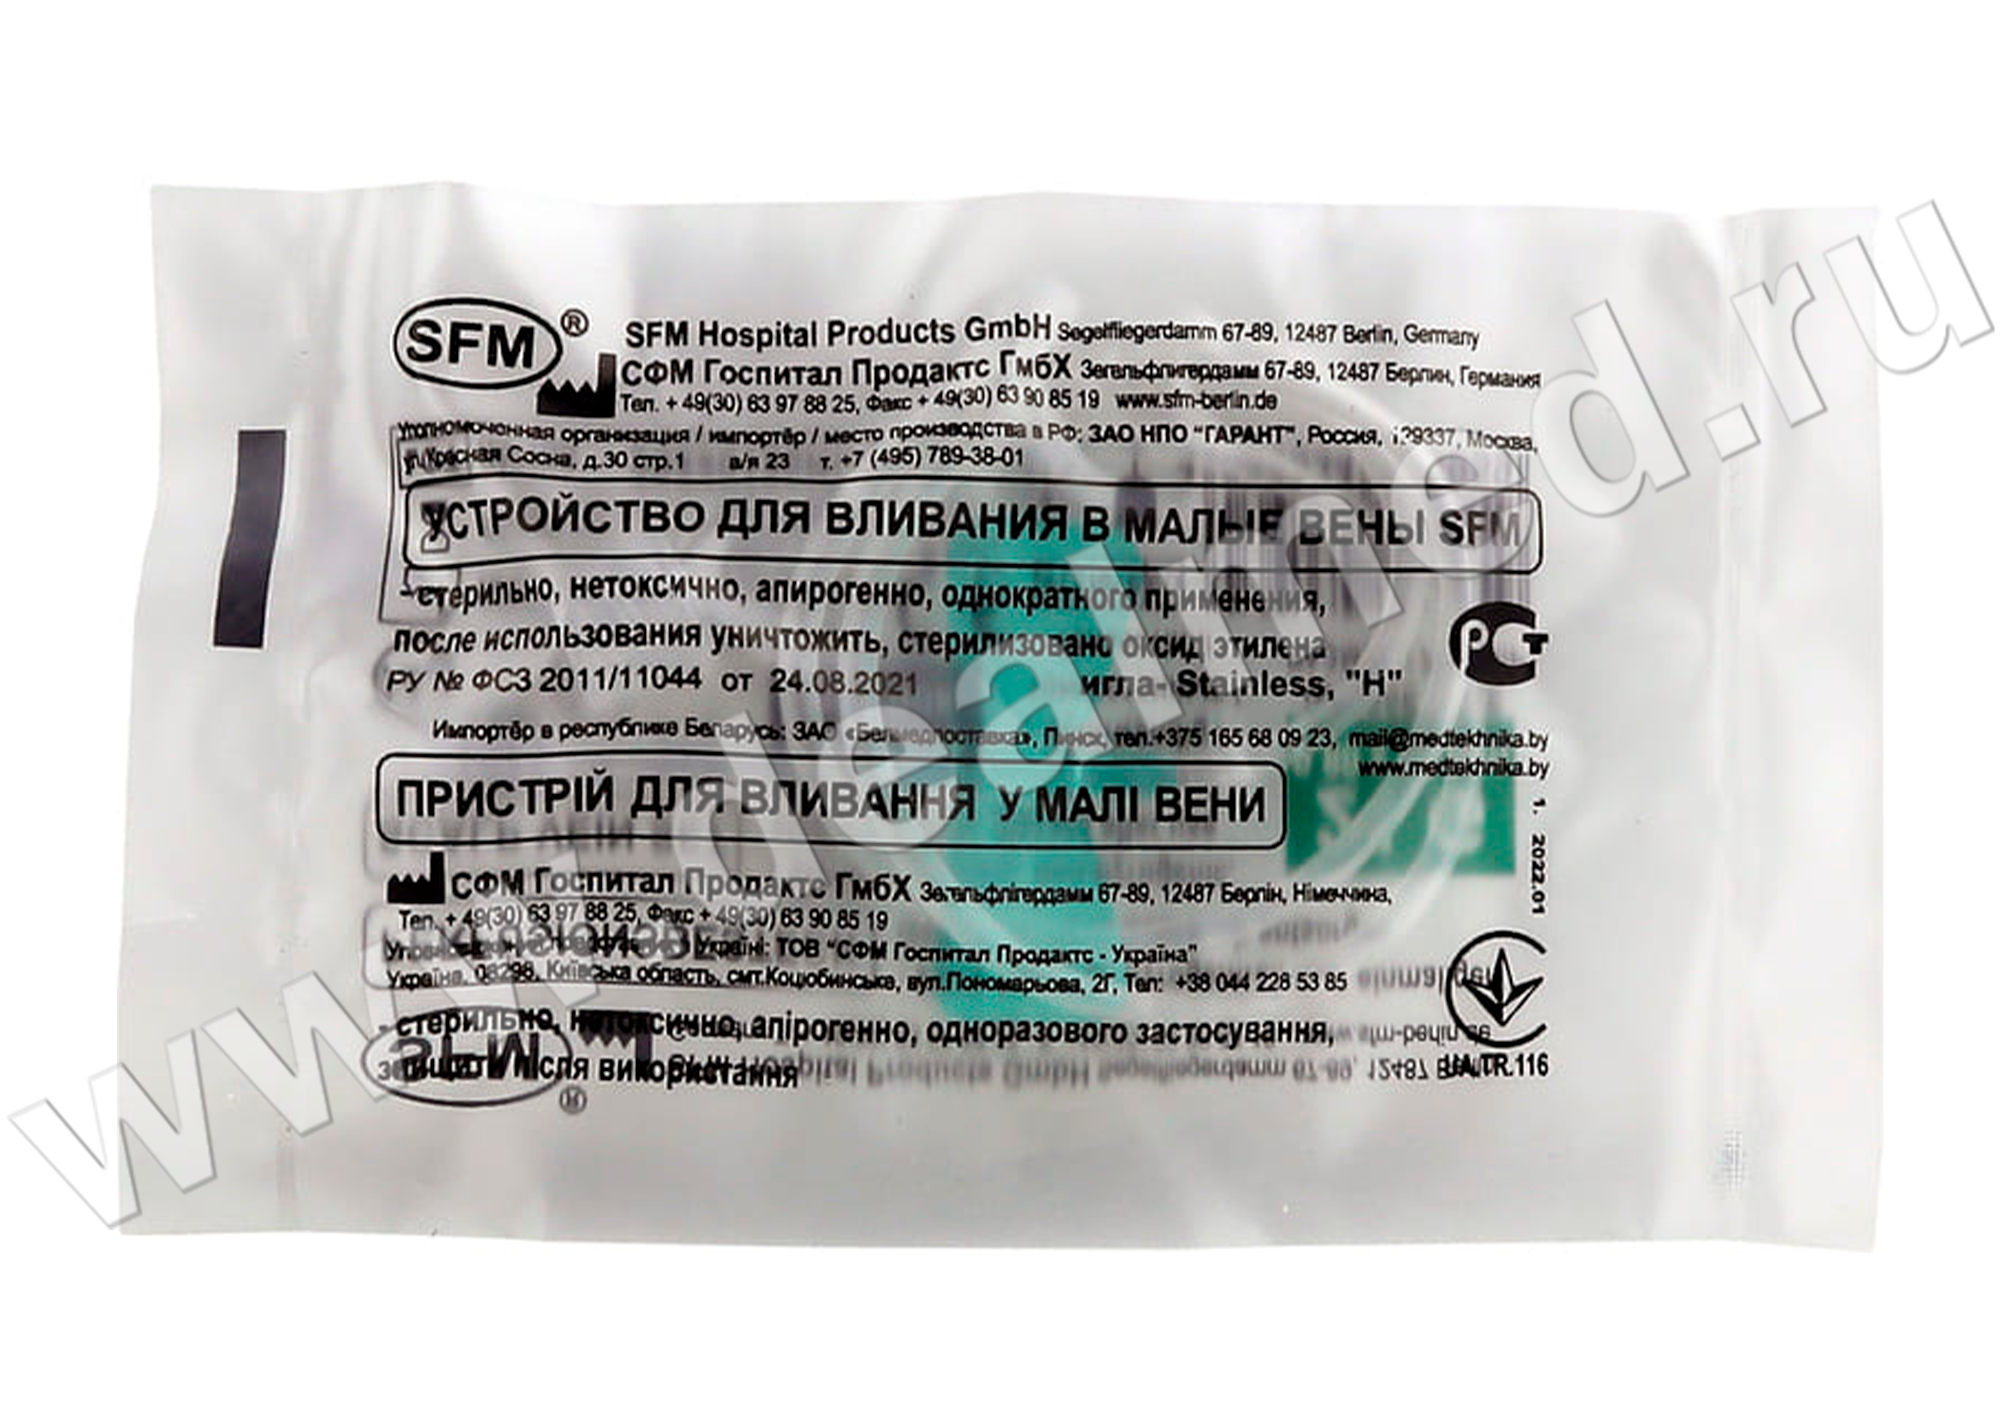 SFM®
SFM Hospital Products GmbH Segelfliegerdamm 67-89, 12487 Berlin, Germany
СФМ Госпитал Продактс ГмбХ Зегельфлигердамм 67-89, 12487 Берлин, Германия
Тел. + 49(30) 63 97 88 25, Факс + 49(30) 63 90 85 19 www.sfm-berlin.de
Уполномоченная организация / импортёр / место производства в РФ: ЗАО НПО "ГАРАНТ", Россия, 129337, Москва,
ул.Красная Сосна, д.30 стр.1 а/я 23 т. +7 (495) 789-38-01
УСТРОЙСТВО ДЛЯ ВЛИВАНИЯ В МАЛЫЕ ВЕНЫ SFM
- стерильно, нетоксично, апирогенно, однократного применения,
после использования уничтожить, стерилизовано оксид этилена
РУ № ФСЗ 2011/11044 от 24.08.2021 игла- Stainless, "H"
Импортёр в республике Беларусь: ЗАО «Белмедпоставка», Пинск, тел.+375 165 68 09 23, mail@medtekhnika.by
www.medtekhnika.by
ПРИСТРІЙ ДЛЯ ВЛИВАННЯ У МАЛІ ВЕНИ
1. 2022.01
СФМ Госпитал Продактс ГмбХ Зегельфлігердамм 67-89, 12487 Берлін, Німеччина,
Тел. + 49(30) 63 97 88 25, Факс + 49(30) 63 90 85 19
Україні: ТОВ "СФМ Госпитал Продактс - Україна"
Україна, 08298, Київська область, смт.Коцюбинське, вул.Пономарьова, 2Г, Тел: +38 044 228 53 85
- стерильно, нетоксично, апірогенно, одноразового застосування,
після використання
UA.TR.116
www.dealmed.ru